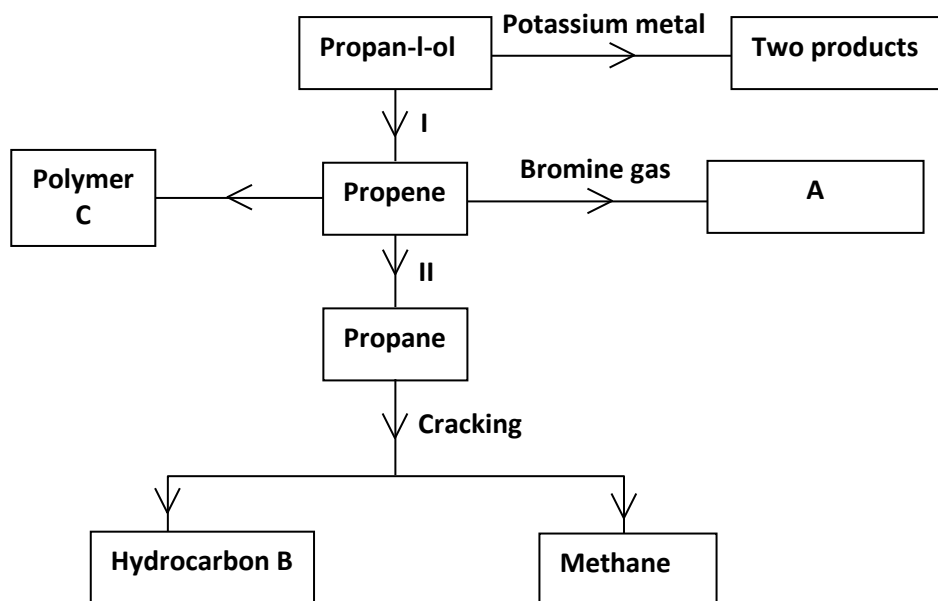 Potassium metal
Propan-l-ol
Two products
I
Polymer
C
Propene
Bromine gas
A
II
Propane
Cracking
Hydrocarbon B
Methane